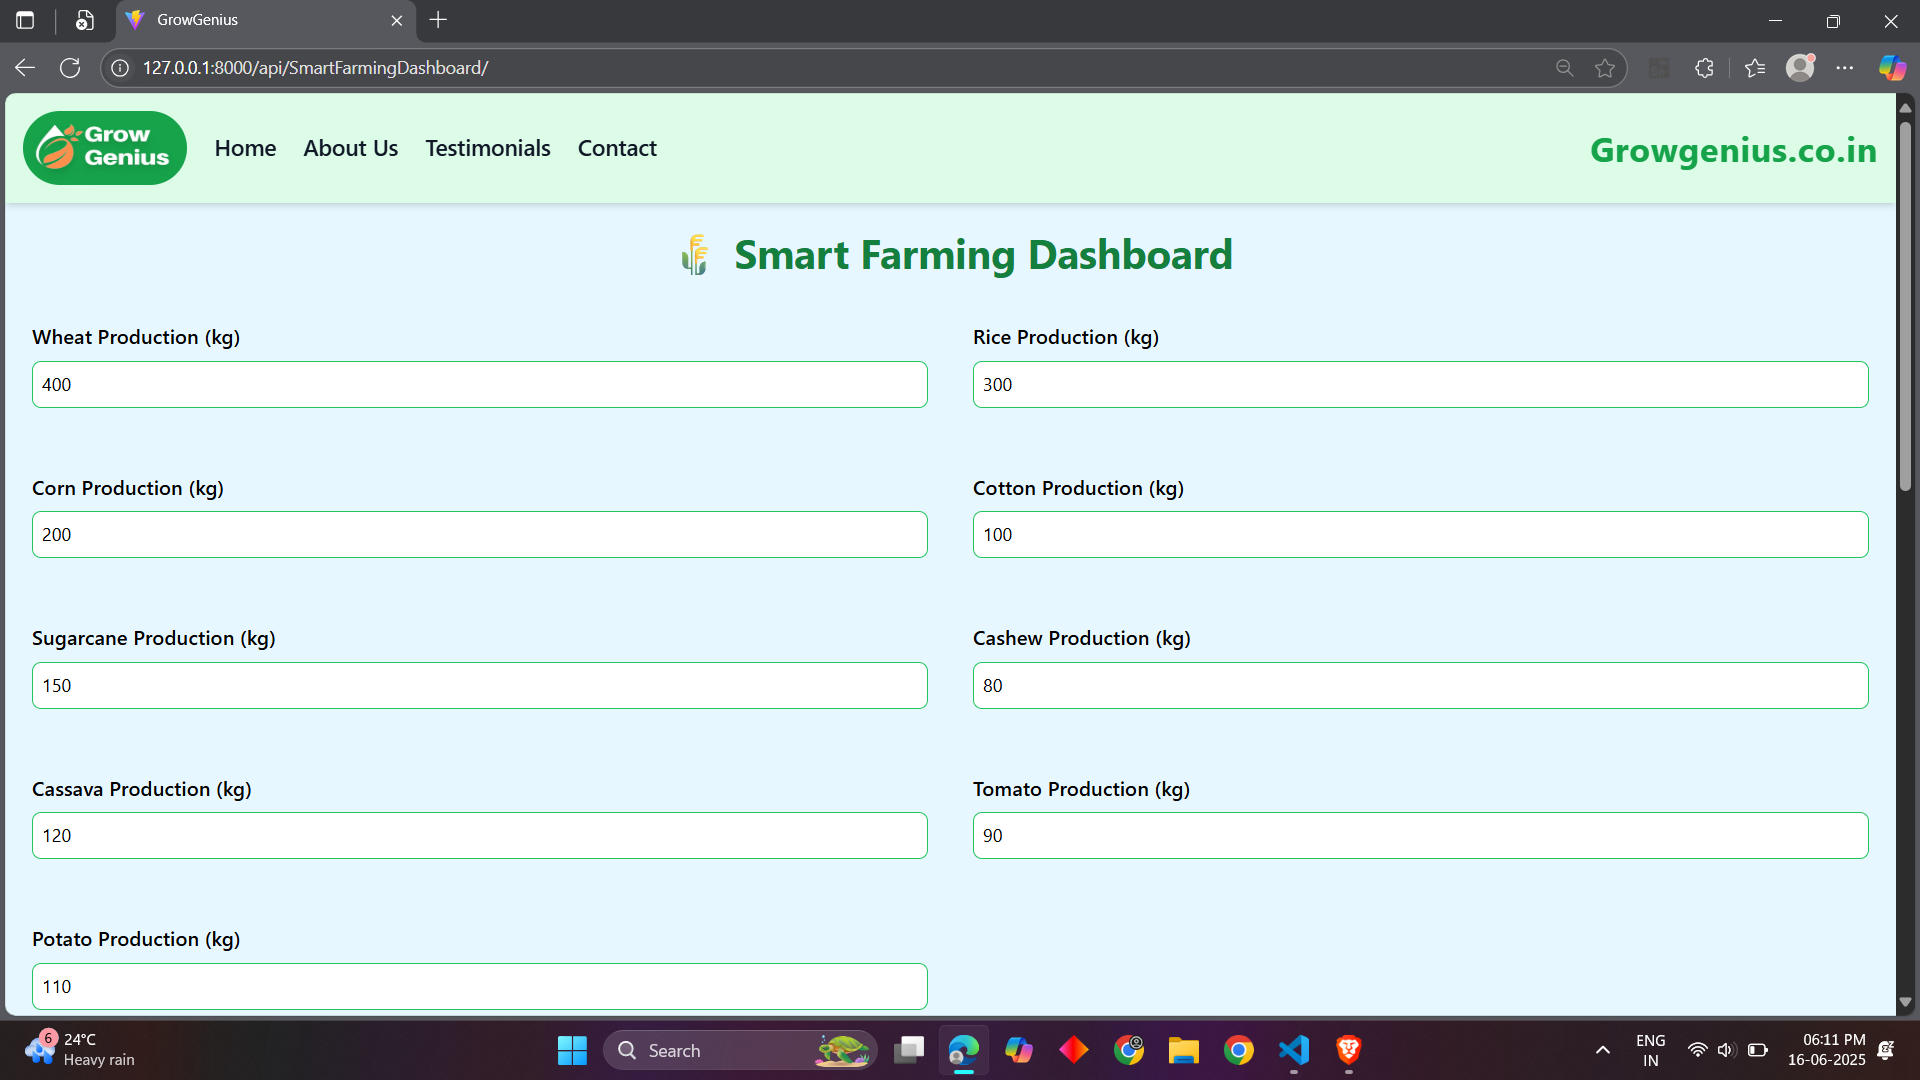 GrowGenius
127.0.0.1:8000/api/SmartFarmingDashboard/
Grow
Genius
Home About Us Testimonials Contact
Growgenius.co.in
Smart Farming Dashboard
Wheat Production (kg) Rice Production (kg)
400 300
Corn Production (kg) Cotton Production (kg)
200 100
Sugarcane Production (kg) Cashew Production (kg)
150 80
Cassava Production (kg) Tomato Production (kg)
120 90
Potato Production (kg)
110
6 24°C
Heavy rain
Search
ENG
IN
06:11 PM
16-06-2025